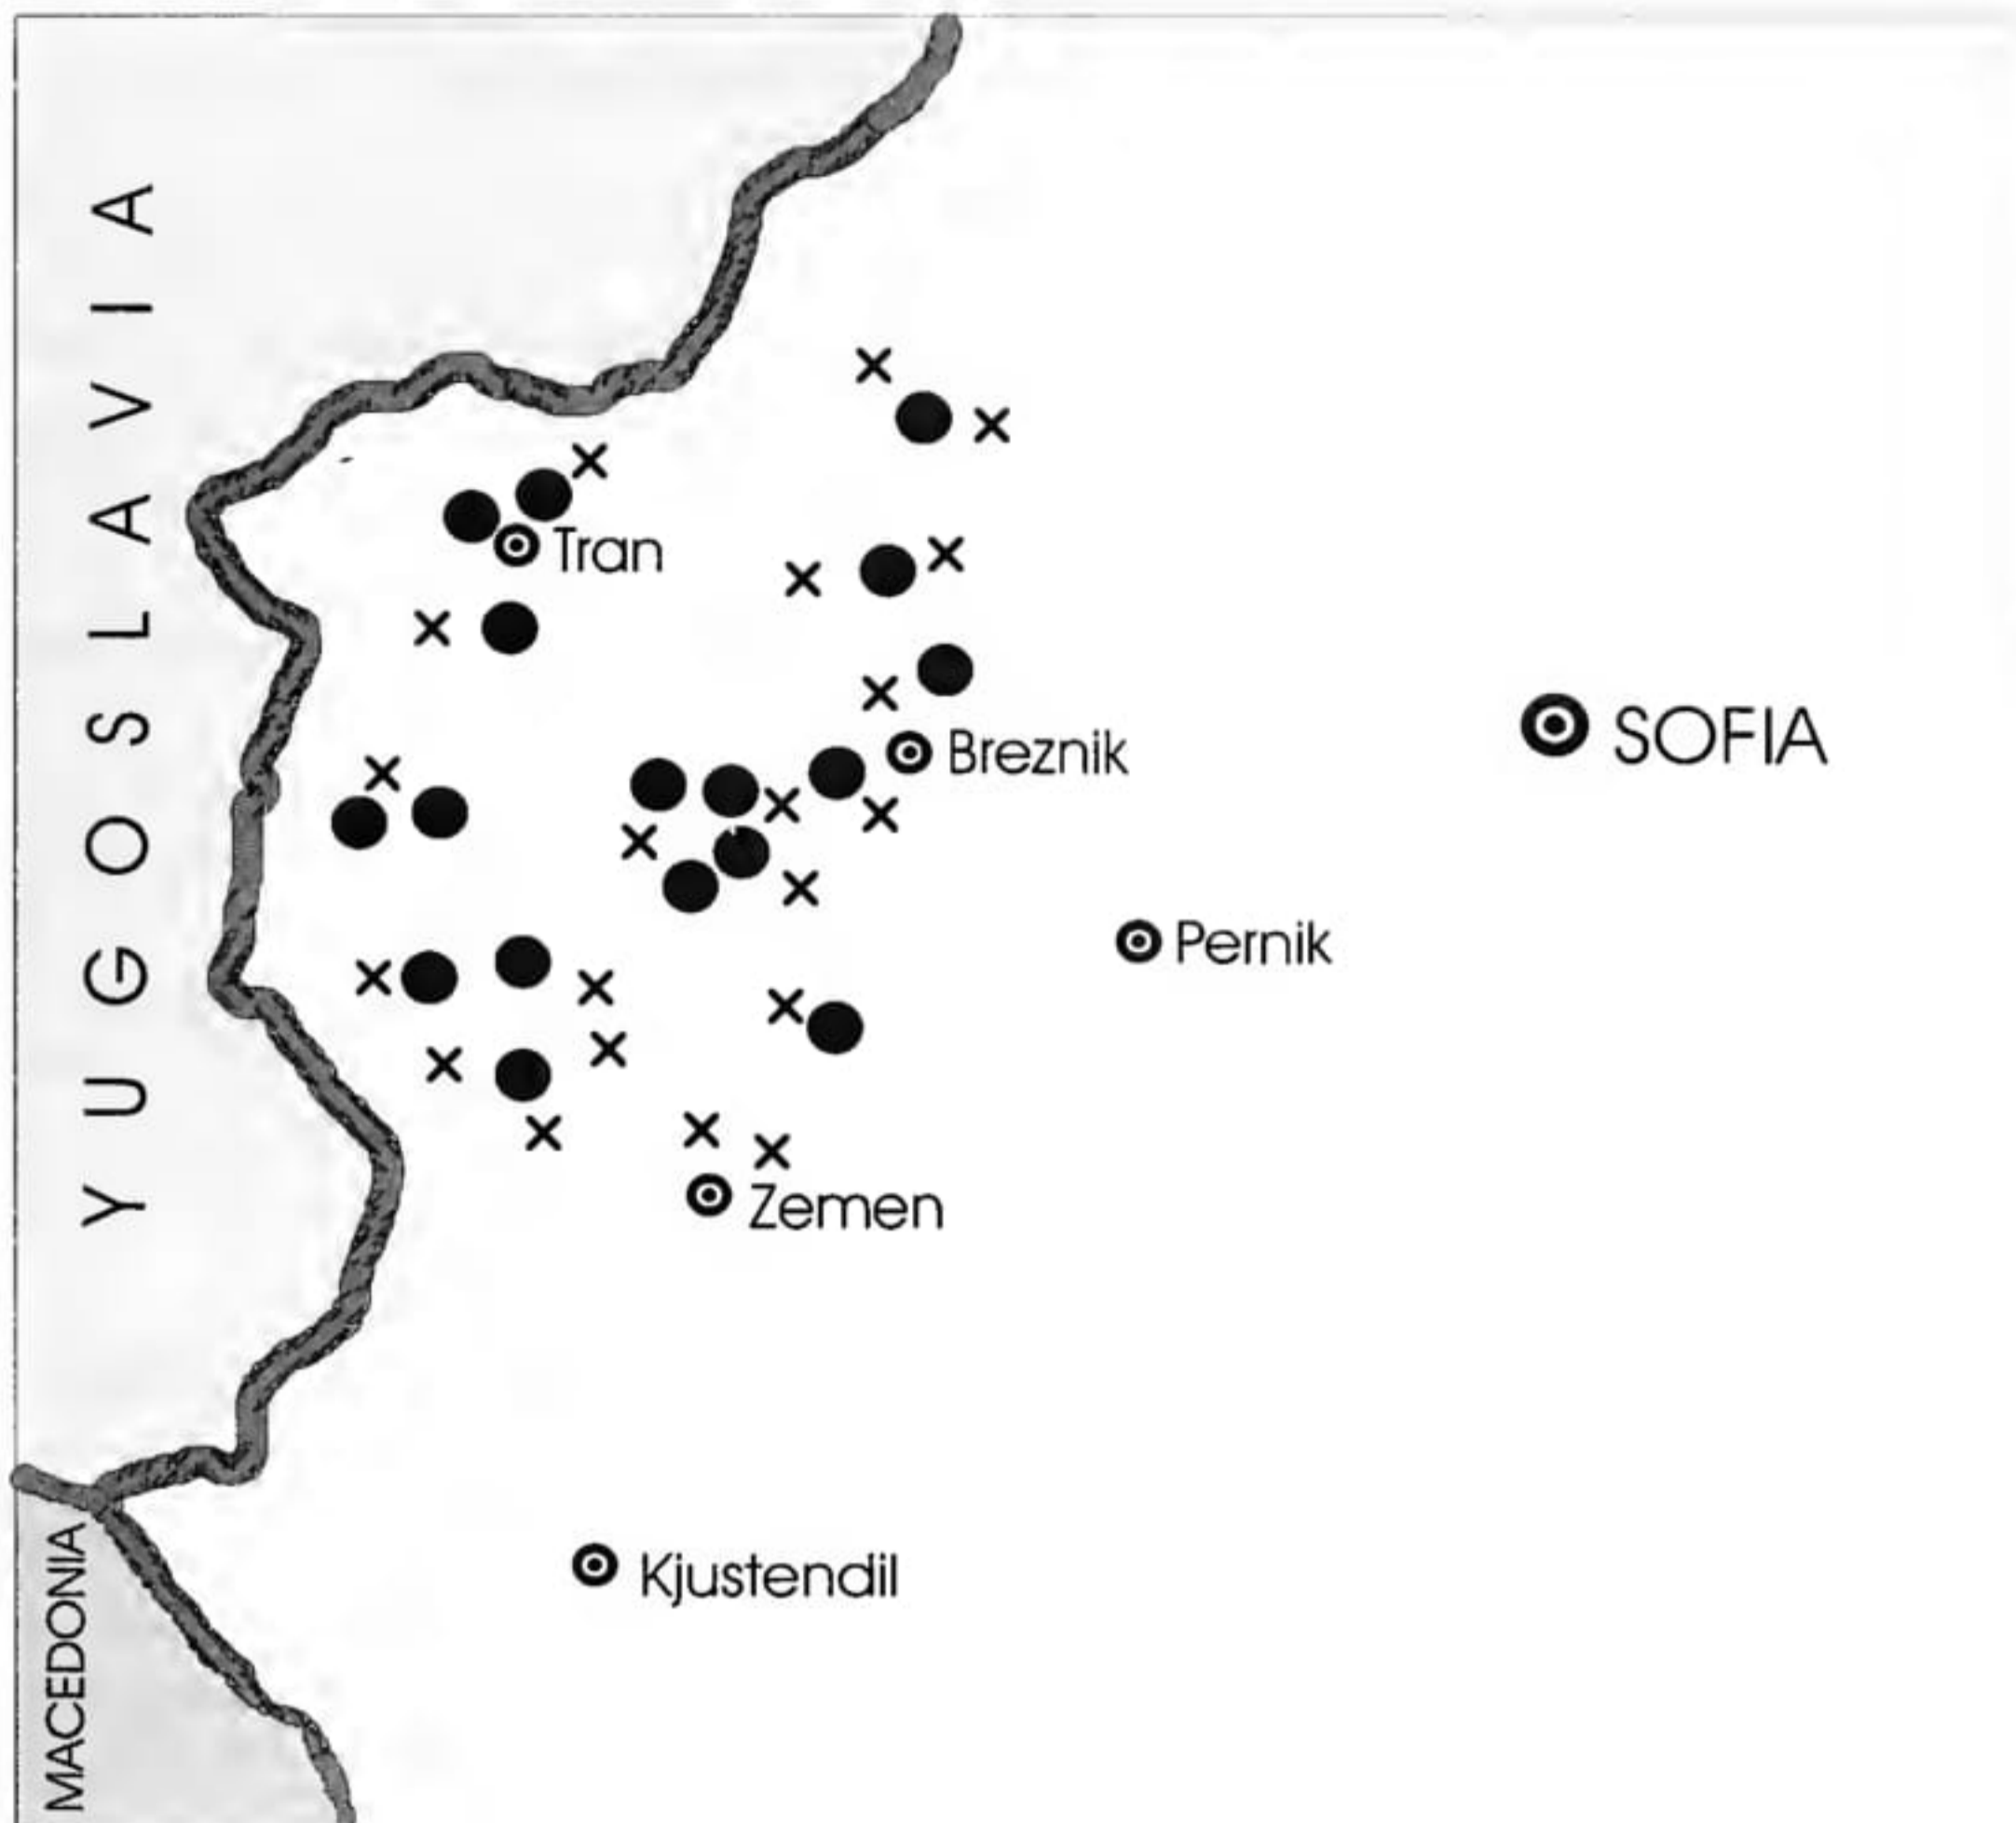 YUGOSLAVIA
Tran
Breznik
SOFIA
Pernik
Zemen
Kjustendil
MACEDONIA